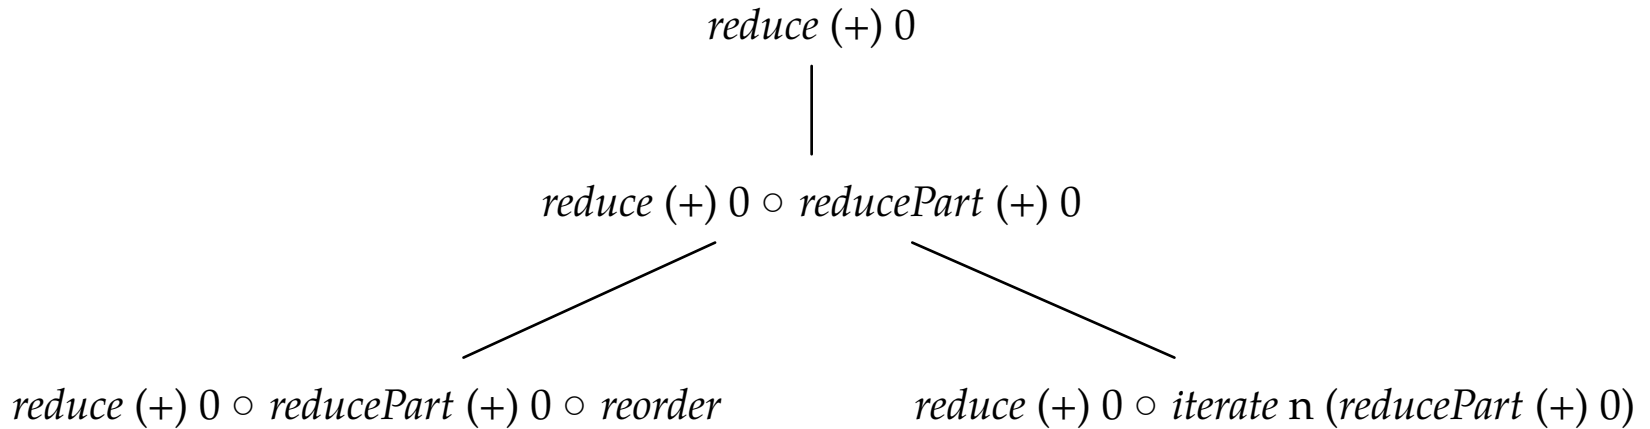 reduce (+) 0
reduce (+) 0 ○ reducePart (+) 0
reduce (+) 0 ○ reducePart (+) 0 ○ reorder
reduce (+) 0 ○ iterate n (reducePart (+) 0)